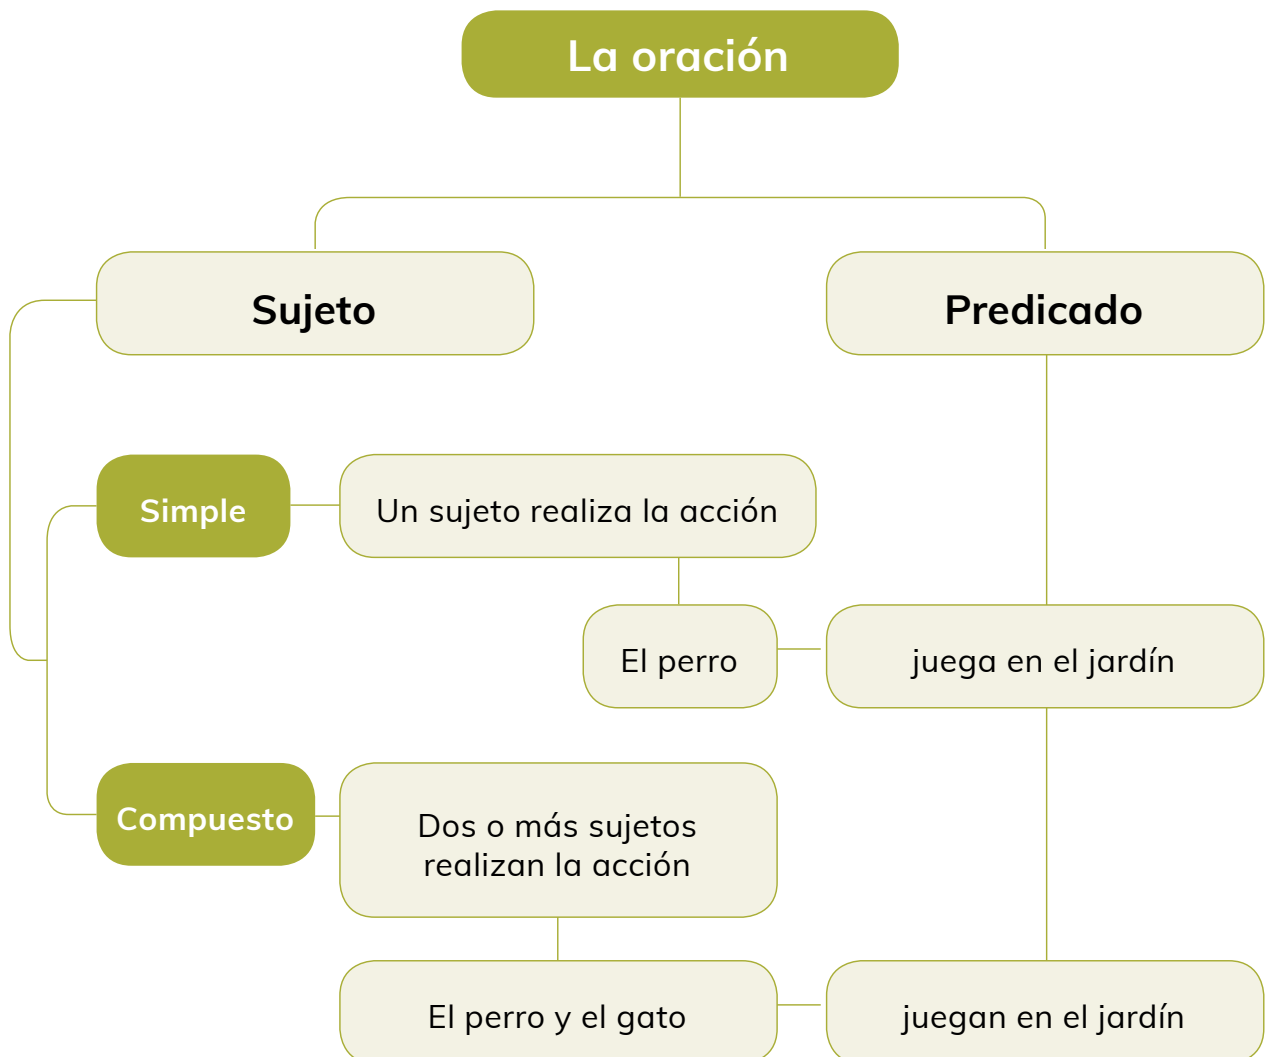 La oración
Sujeto
Predicado
Simple
Un sujeto realiza la acción
El perro
juega en el jardín
Compuesto
Dos o más sujetos
realizan la acción
El perro y el gato
juegan en el jardín